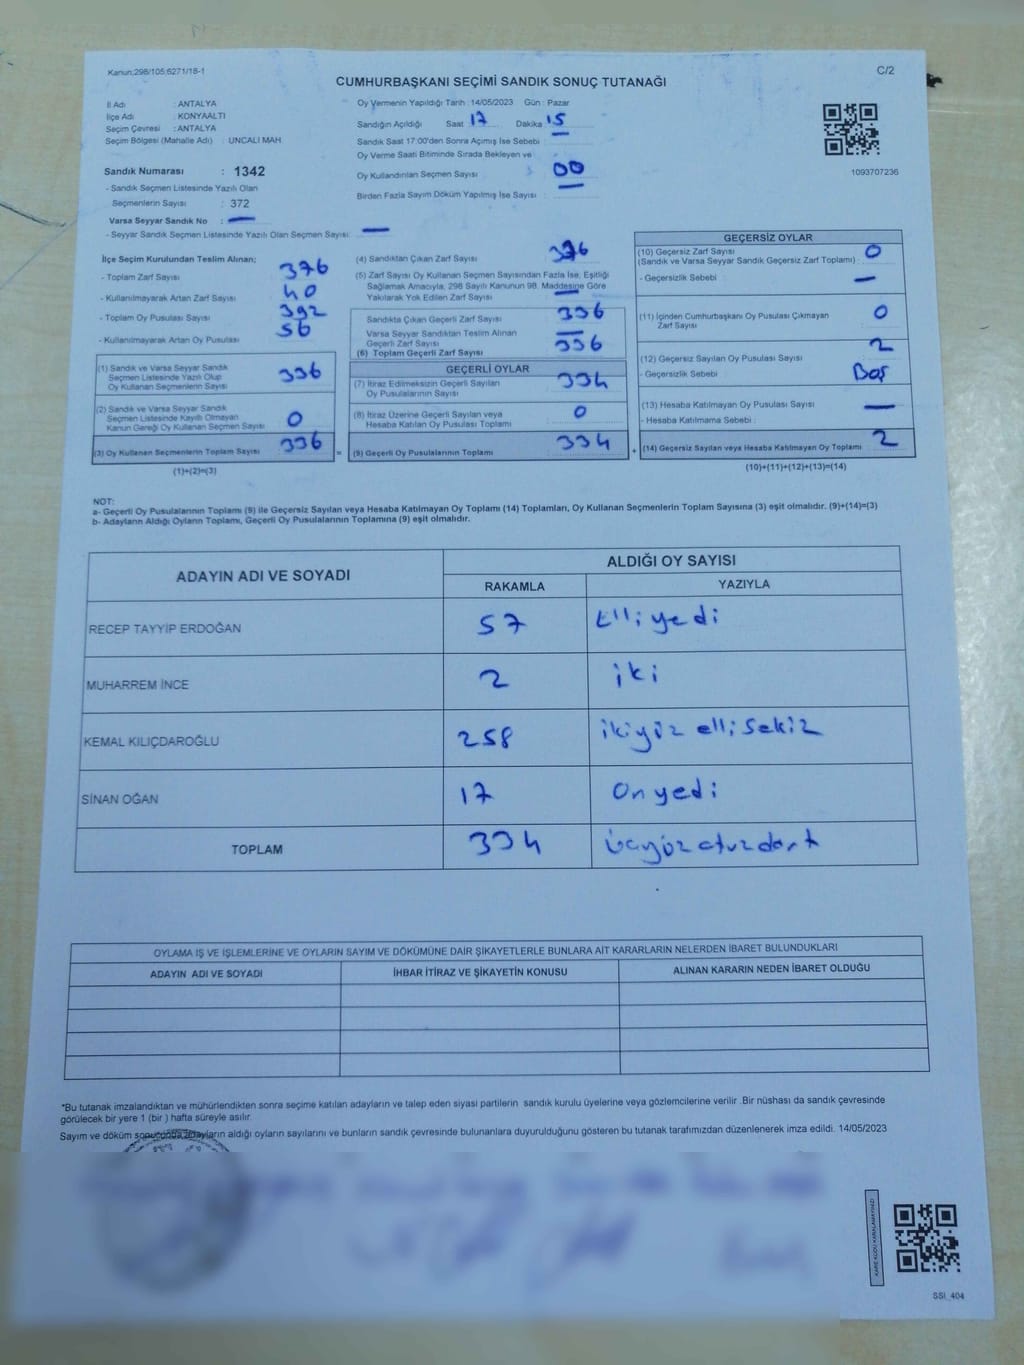 Kanun:298/105;6271/18-1
C/2
CUMHURBAŞKANI SEÇİMİ SANDIK SONUÇ TUTANAĞI
İl Adı : ANTALYA
İlçe Adı : KONYAALTI
Seçim Çevresi : ANTALYA
Seçim Bölgesi (Mahalle Adı) : UNCALI MAH
Sandık Numarası : 1342
- Sandık Seçmen Listesinde Yazılı Olan
Seçmenlerin Sayısı : 372
Varsa Seyyar Sandık No : —
- Seyyar Sandık Seçmen Listesinde Yazılı Olan Seçmen Sayısı: —
Oy Vermenin Yapıldığı Tarih :14/05/2023 Gün : Pazar
Sandığın Açıldığı Saat 17 Dakika 15
Sandık Saat 17:00'den Sonra Açımış İse Sebebi —
Oy Verme Saati Bitiminde Sırada Bekleyen ve
Oy Kullandırılan Seçmen Sayısı : 00
Birden Fazla Sayım Döküm Yapılmış İse Sayısı : —
1093707236
İlçe Seçim Kurulundan Teslim Alınan;
- Toplam Zarf Sayısı 376
- Kullanılmayarak Artan Zarf Sayısı 40
- Toplam Oy Pusulası Sayısı 392
- Kullanılmayarak Artan Oy Pusulası 56
(1) Sandık ve Varsa Seyyar Sandık
Seçmen Listesinde Yazılı Olup
Oy Kullanan Seçmenlerin Sayısı 336
(2) Sandık ve Varsa Seyyar Sandık
Seçmen Listesinde Kayıtlı Olmayan
Kanun Gereği Oy Kullanan Seçmen Sayısı 0
(3) Oy Kullanan Seçmenlerin Toplam Sayısı 336
(1)+(2)=(3)
(4) Sandıktan Çıkan Zarf Sayısı
(5) Zarf Sayısı Oy Kullanan Seçmen Sayısından Fazla İse, Eşitliği
Sağlamak Amacıyla, 298 Sayılı Kanunun 98. Maddesine Göre
Yakılarak Yok Edilen Zarf Sayısı —
Sandıkta Çıkan Geçerli Zarf Sayısı 336
Varsa Seyyar Sandıktan Teslim Alınan
Geçerli Zarf Sayısı —
(6) Toplam Geçerli Zarf Sayısı 336
GEÇERLİ OYLAR
(7) İtiraz Edilmeksizin Geçerli Sayılan
Oy Pusulalarının Sayısı 334
(8) İtiraz Üzerine Geçerli Sayılan veya
Hesaba Katılan Oy Pusulası Toplamı 0
= (9) Geçerli Oy Pusulalarının Toplamı 334 +
GEÇERSİZ OYLAR
(10) Geçersiz Zarf Sayısı
(Sandık ve Varsa Seyyar Sandık Geçersiz Zarf Toplamı) : 0
- Geçersizlik Sebebi : —
(11) İçinden Cumhurbaşkanı Oy Pusulası Çıkmayan
Zarf Sayısı 0
(12) Geçersiz Sayılan Oy Pusulası Sayısı 2
- Geçersizlik Sebebi Boş
(13) Hesaba Katılmayan Oy Pusulası Sayısı —
- Hesaba Katılmama Sebebi :
(14) Geçersiz Sayılan veya Hesaba Katılmayan Oy Toplamı 2
(10)+(11)+(12)+(13)=(14)
NOT:
a- Geçerli Oy Pusulalarının Toplamı (9) ile Geçersiz Sayılan veya Hesaba Katılmayan Oy Toplamı (14) Toplamları, Oy Kullanan Seçmenlerin Toplam Sayısına (3) eşit olmalıdır. (9)+(14)=(3)
b- Adayların Aldığı Oyların Toplamı, Geçerli Oy Pusulalarının Toplamına (9) eşit olmalıdır.
ADAYIN ADI VE SOYADI
ALDIĞI OY SAYISI
RAKAMLA YAZIYLA
RECEP TAYYİP ERDOĞAN 57 Elliyedi
MUHARREM İNCE 2 iki
KEMAL KILIÇDAROĞLU 258 ikiyüz ellisekiz
SİNAN OĞAN 17 Onyedi
TOPLAM 334 üçyüzotuzdört
OYLAMA İŞ VE İŞLEMLERİNE VE OYLARIN SAYIM VE DÖKÜMÜNE DAİR ŞİKAYETLERLE BUNLARA AİT KARARLARIN NELERDEN İBARET BULUNDUKLARI
ADAYIN ADI VE SOYADI İHBAR İTİRAZ VE ŞİKAYETİN KONUSU ALINAN KARARIN NEDEN İBARET OLDUĞU
*Bu tutanak imzalandıktan ve mühürlendikten sonra seçime katılan adayların ve talep eden siyasi partilerin sandık kurulu üyelerine veya gözlemcilerine verilir .Bir nüshası da sandık çevresinde
görülecek bir yere 1 (bir ) hafta süreyle asılır.
Sayım ve döküm sonucunda adayların aldığı oyların sayılarını ve bunların sandık çevresinde bulunanlara duyurulduğunu gösteren bu tutanak tarafımızdan düzenlenerek imza edildi. 14/05/2023
KARE KODU KARALAMAYINIZ!
SSI_404